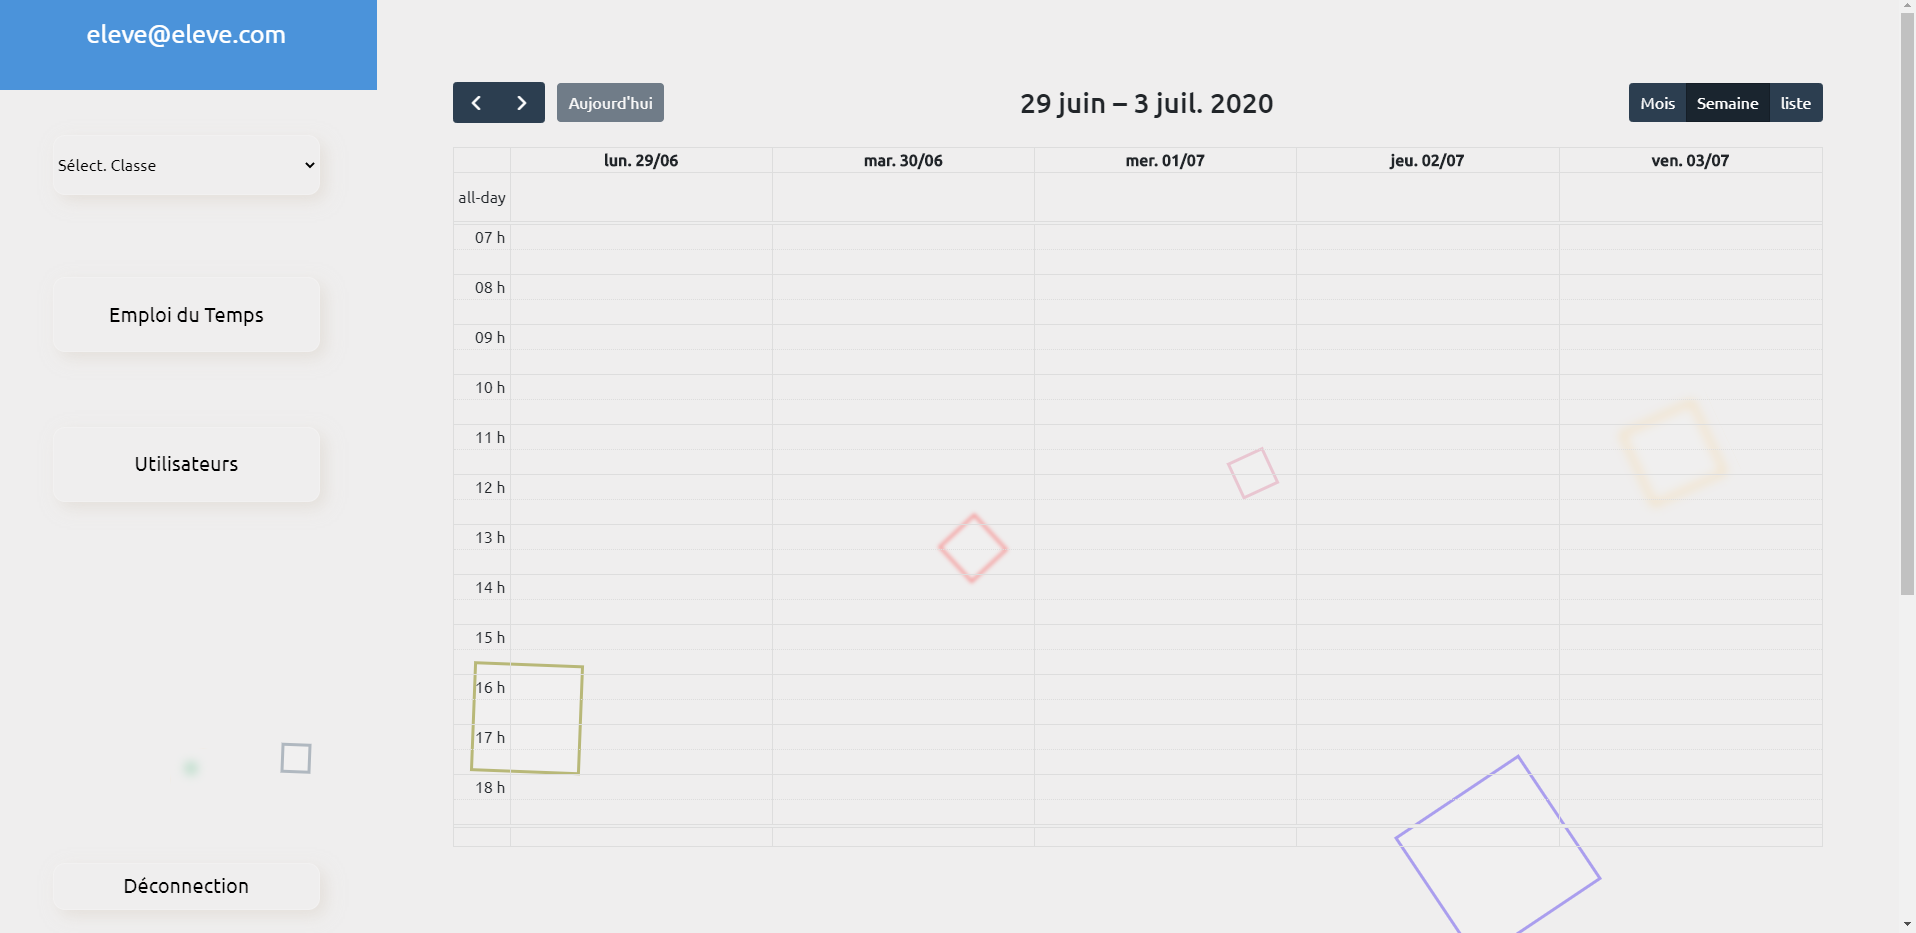 eleve@eleve.com
Sélect. Classe
Emploi du Temps
Utilisateurs
Déconnection
Aujourd'hui
29 juin – 3 juil. 2020
Mois Semaine liste
lun. 29/06 mar. 30/06 mer. 01/07 jeu. 02/07 ven. 03/07
all-day
07 h
08 h
09 h
10 h
11 h
12 h
13 h
14 h
15 h
16 h
17 h
18 h